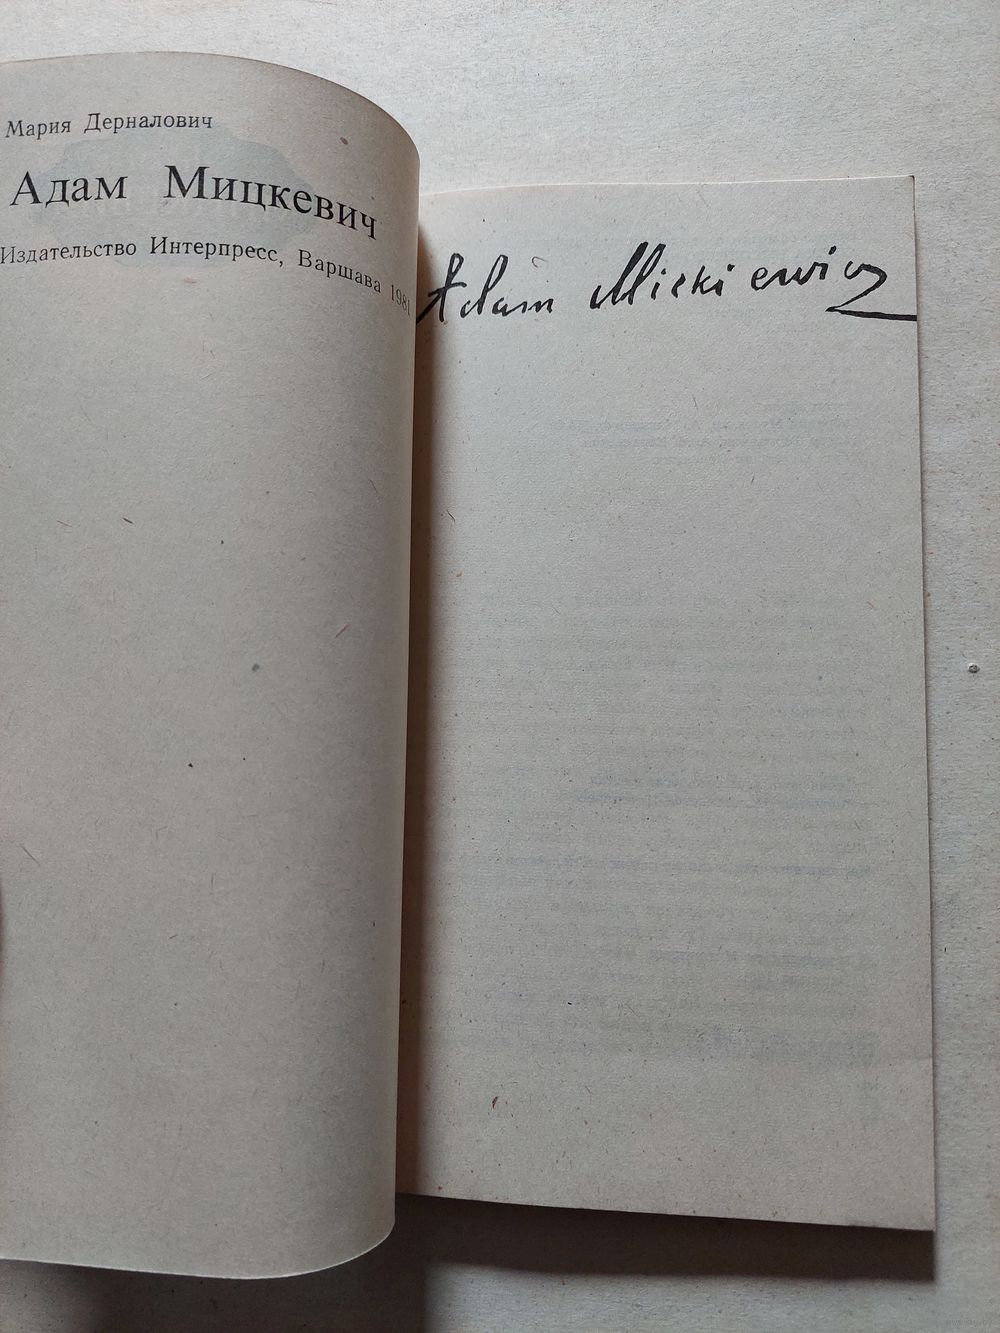 Мария Дерналович
Адам Мицкевич
Издательство Интерпресс, Варшава 1981
Adam Mickiewicz